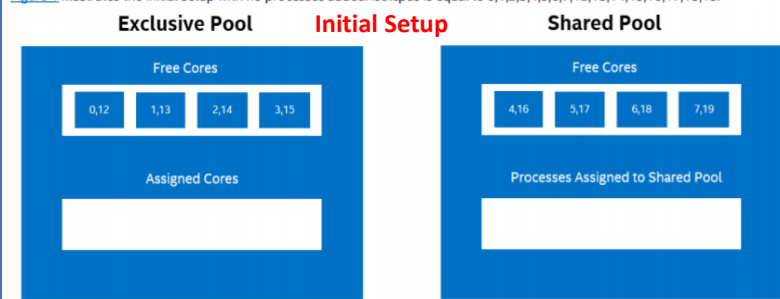 Exclusive Pool Initial Setup Shared Pool
Free Cores
0,12 1,13 2,14 3,15
Assigned Cores
Free Cores
4,16 5,17 6,18 7,19
Processes Assigned to Shared Pool